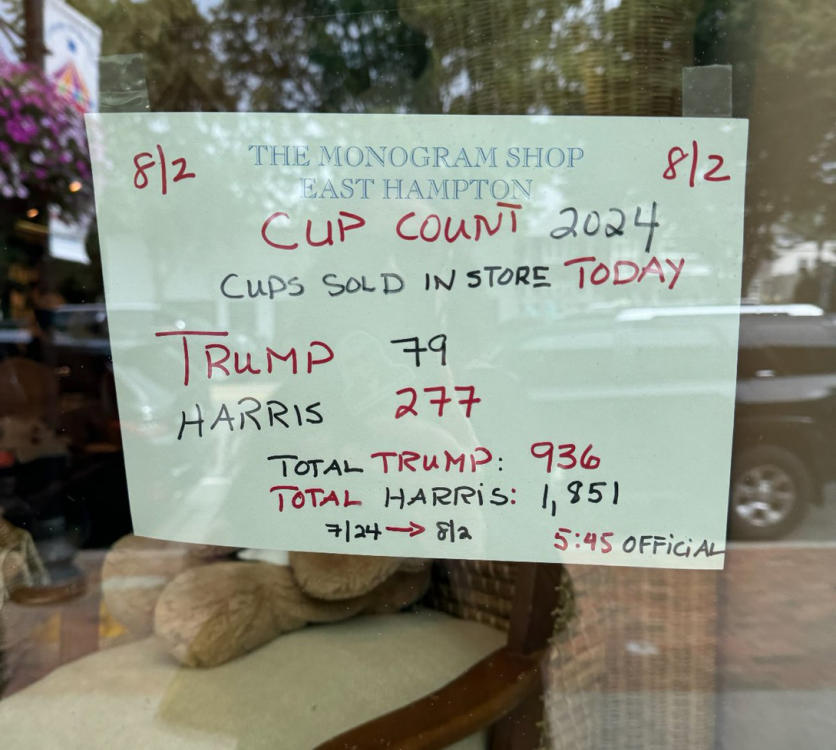 8/2 THE MONOGRAM SHOP 8/2
EAST HAMPTON
CUP COUNT 2024
CUPS SOLD IN STORE TODAY
TRUMP 79
HARRIS 277
TOTAL TRUMP: 936
TOTAL HARRIS: 1,851
7/24 → 8/2 5:45 OFFICIAL